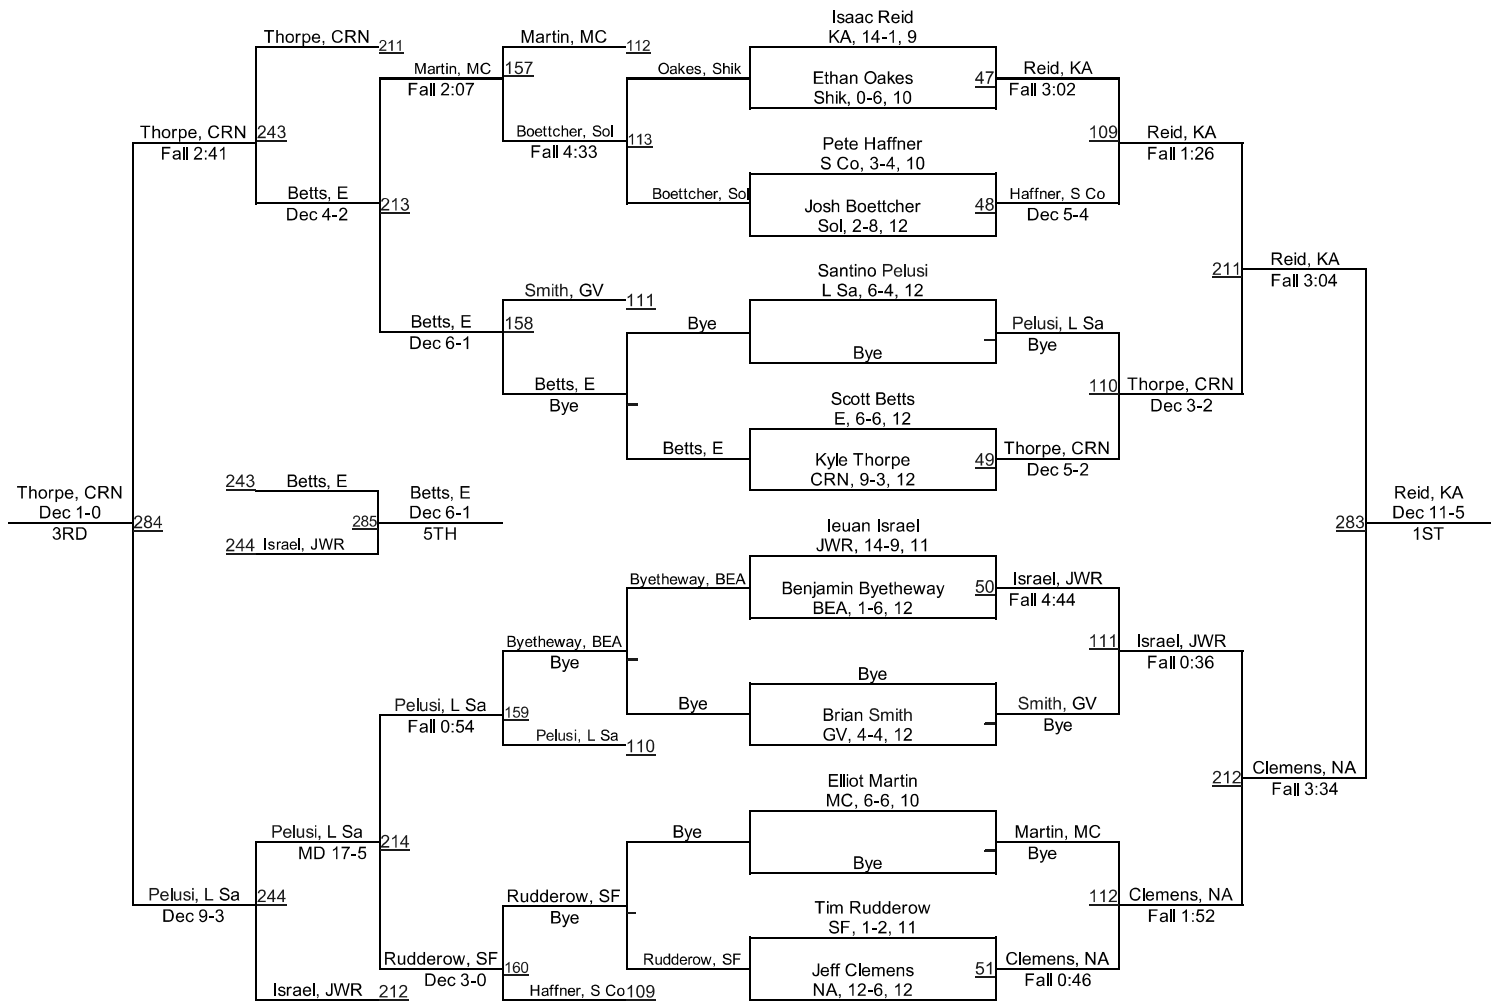 Isaac Reid
KA, 14-1, 9
Thorpe, CRN
211
Martin, MC
112
Martin, MC
157
Fall 2:07
Oakes, Shik
Ethan Oakes
47
Shik, 0-6, 10
Reid, KA
Fall 3:02
Thorpe, CRN
243
Fall 2:41
Boettcher, Sol
113
Fall 4:33
Pete Haffner
S Co, 3-4, 10
109
Reid, KA
Fall 1:26
Betts, E
213
Dec 4-2
Boettcher, Sol
Josh Boettcher
48
Sol, 2-8, 12
Haffner, S Co
Dec 5-4
Santino Pelusi
L Sa, 6-4, 12
211
Reid, KA
Fall 3:04
Smith, GV
111
Betts, E
158
Dec 6-1
Bye
Bye
Pelusi, L Sa
Bye
Betts, E
Bye
Scott Betts
E, 6-6, 12
110
Thorpe, CRN
Dec 3-2
Betts, E
Kyle Thorpe
49
CRN, 9-3, 12
Thorpe, CRN
Dec 5-2
Thorpe, CRN
Dec 1-0
284
3RD
243
Betts, E
285
Betts, E
Dec 6-1
5TH
244
Israel, JWR
283
Reid, KA
Dec 11-5
1ST
Ieuan Israel
JWR, 14-9, 11
Byetheway, BEA
Benjamin Byetheway
50
BEA, 1-6, 12
Israel, JWR
Fall 4:44
Byetheway, BEA
Bye
111
Israel, JWR
Fall 0:36
Bye
Bye
Brian Smith
GV, 4-4, 12
Smith, GV
Bye
Pelusi, L Sa
159
Fall 0:54
Pelusi, L Sa
110
Elliot Martin
MC, 6-6, 10
212
Clemens, NA
Fall 3:34
Pelusi, L Sa
214
MD 17-5
Bye
Bye
Martin, MC
Bye
Pelusi, L Sa
244
Dec 9-3
Rudderow, SF
Bye
Tim Rudderow
SF, 1-2, 11
112
Clemens, NA
Fall 1:52
Rudderow, SF
160
Dec 3-0
Rudderow, SF
Jeff Clemens
51
NA, 12-6, 12
Clemens, NA
Fall 0:46
Israel, JWR
212
Haffner, S Co
109